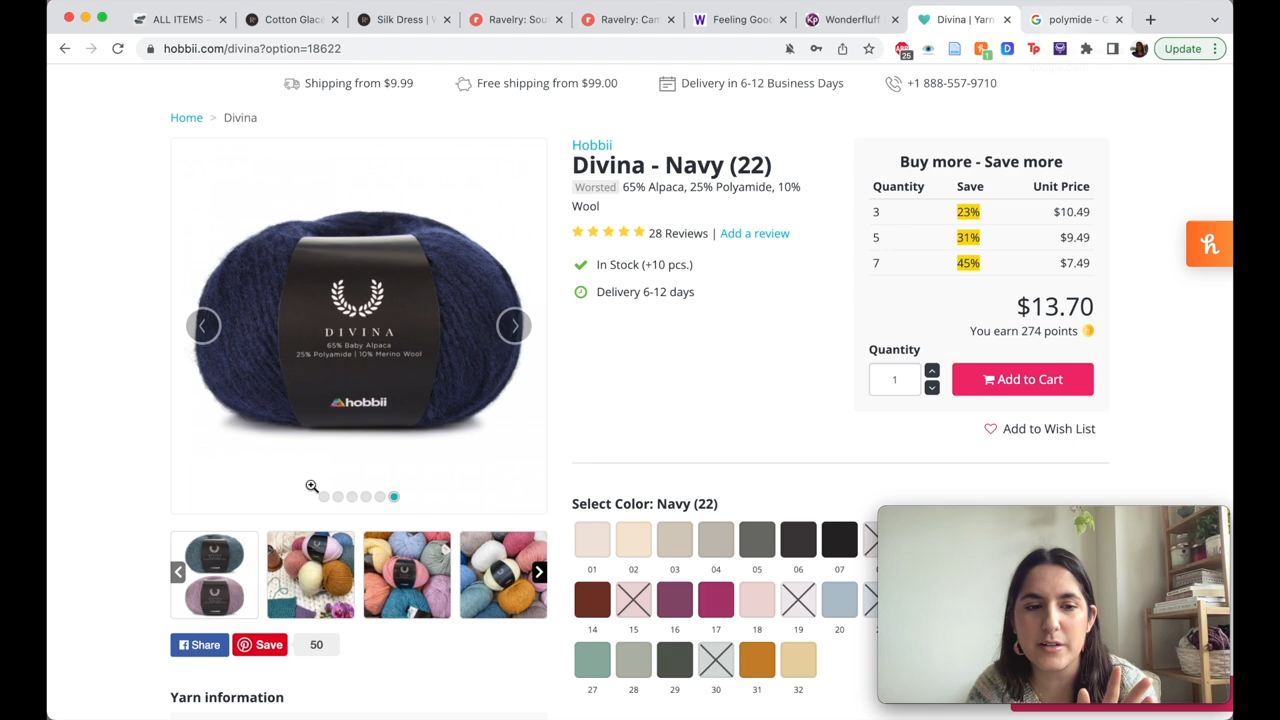 ALL ITEMS –
Cotton Glacé
Silk Dress | W
Ravelry: Sou
Ravelry: Can
Feeling Good
Wonderfluff
Divina | Yarn
polymide - G
hobbii.com/divina?option=18622
25
1
D
Tp
Update
Shipping from $9.99
Free shipping from $99.00
Delivery in 6-12 Business Days
+1 888-557-9710
Home > Divina
Hobbii
Divina - Navy (22)
Worsted 65% Alpaca, 25% Polyamide, 10%
Wool
28 Reviews | Add a review
In Stock (+10 pcs.)
Delivery 6-12 days
DIVINA
65% Baby Alpaca
25% Polyamide | 10% Merino Wool
hobbii
Buy more - Save more
Quantity Save Unit Price
3 23% $10.49
5 31% $9.49
7 45% $7.49
$13.70
You earn 274 points
Quantity
1
Add to Cart
Add to Wish List
Select Color: Navy (22)
01 02 03 04 05 06 07
14 15 16 17 18 19 20
27 28 29 30 31 32
Share
Save
50
Yarn information